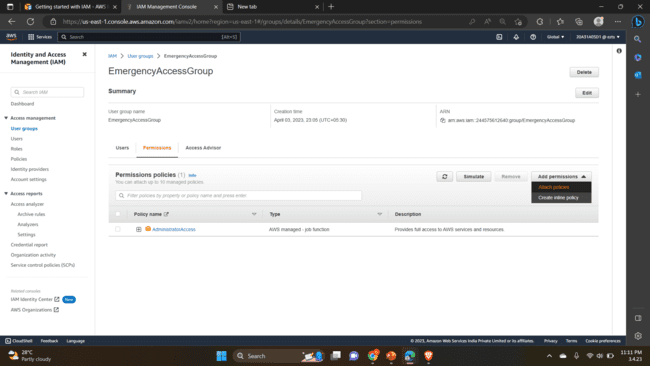 Getting started with IAM - AWS
IAM Management Console
New tab
https://us-east-1.console.aws.amazon.com/iamv2/home?region=us-east-1#/groups/details/EmergencyAccessGroup?section=permissions
aws
Services
Search
[Alt+S]
Global
Identity and Access Management (IAM)
Search IAM
Dashboard
Access management
User groups
Users
Roles
Policies
Identity providers
Account settings
Access reports
Access analyzer
Archive rules
Analyzers
Settings
Credential report
Organization activity
Service control policies (SCPs)
Related consoles
IAM Identity Center New
AWS Organizations
IAM > User groups > EmergencyAccessGroup
EmergencyAccessGroup
Delete
Summary
Edit
User group name
EmergencyAccessGroup
Creation time
April 03, 2023, 23:05 (UTC+05:30)
ARN
arn:aws:iam::244575612640:group/EmergencyAccessGroup
Users
Permissions
Access Advisor
Permissions policies (1) Info
You can attach up to 10 managed policies.
Simulate
Remove
Add permissions
Attach policies
Create inline policy
Filter policies by property or policy name and press enter
Policy name
Type
Description
AdministratorAccess
AWS managed - job function
Provides full access to AWS services and resources.
CloudShell
Feedback
Language
© 2023, Amazon Web Services India Private Limited or its affiliates.
Privacy
Terms
Cookie preferences
28°C
Partly cloudy
Search
11:11 PM
3.4.23